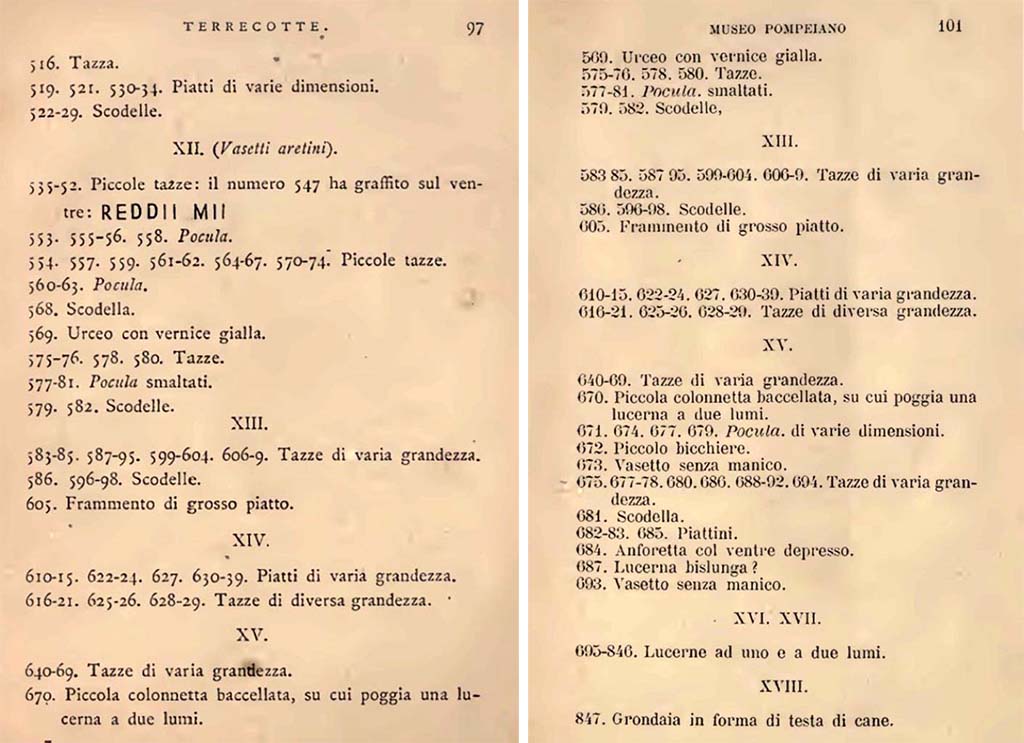 TERRECOTTE. 97
516. Tazza.
519. 521. 530-34. Piatti di varie dimensioni.
522-29. Scodelle.
XII. (Vasetti aretini).
535-52. Piccole tazze: il numero 547 ha graffito sul ven-
tre: REDDII MII
553. 555-56. 558. Pocula.
554. 557. 559. 561-62. 564-67. 570-74. Piccole tazze.
560-63. Pocula.
568. Scodella.
569. Urceo con vernice gialla.
575-76. 578. 580. Tazze.
577-81. Pocula smaltati.
579. 582. Scodelle.
XIII.
583-85. 587-95. 599-604. 606-9. Tazze di varia grandezza.
586. 596-98. Scodelle.
605. Frammento di grosso piatto.
XIV.
610-15. 622-24. 627. 630-39. Piatti di varia grandezza.
616-21. 625-26. 628-29. Tazze di diversa grandezza.
XV.
640-69. Tazze di varia grandezza.
670. Piccola colonnetta baccellata, su cui poggia una lu-
cerna a due lumi.
MUSEO POMPEIANO 101
569. Urceo con vernice gialla.
575-76. 578. 580. Tazze.
577-81. Pocula. smaltati.
579. 582. Scodelle,
XIII.
583 85. 587 95. 599-604. 606-9. Tazze di varia gran-
dezza.
586. 596-98. Scodelle.
605. Frammento di grosso piatto.
XIV.
610-15. 622-24. 627. 630-39. Piatti di varia grandezza.
616-21. 625-26. 628-29. Tazze di diversa grandezza.
XV.
640-69. Tazze di varia grandezza.
670. Piccola colonnetta baccellata, su cui poggia una
lucerna a due lumi.
671. 674. 677. 679. Pocula. di varie dimensioni.
672. Piccolo bicchiere.
673. Vasetto senza manico.
675. 677-78. 680. 686. 688-92. 694. Tazze di varia gran-
dezza.
681. Scodella.
682-83. 685. Piattini.
684. Anforetta col ventre depresso.
687. Lucerna bislunga ?
693. Vasetto senza manico.
XVI. XVII.
695-846. Lucerne ad uno e a due lumi.
XVIII.
847. Grondaia in forma di testa di cane.